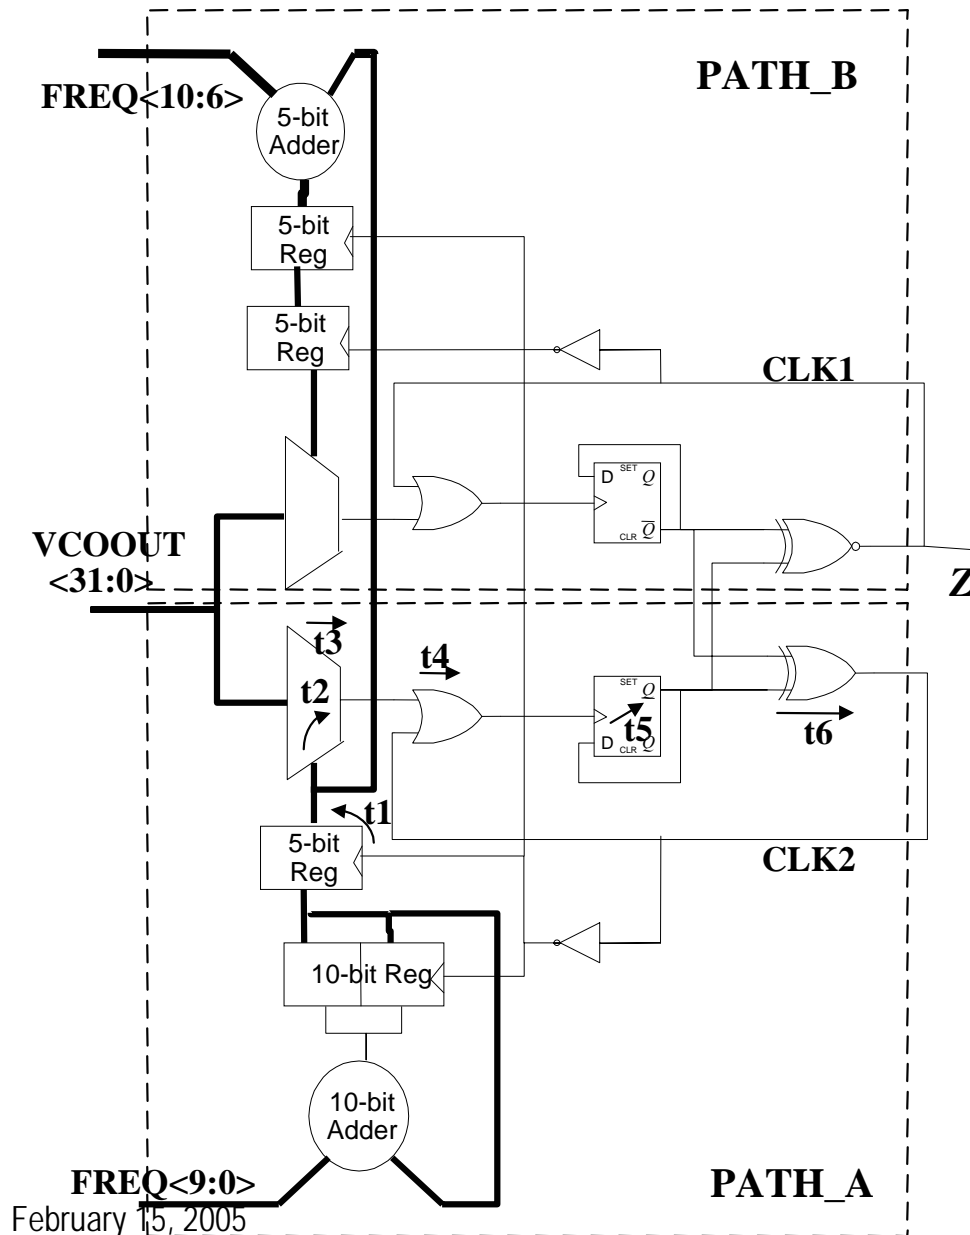 PATH_B
FREQ<10:6>
5-bit
Adder
5-bit
Reg
5-bit
Reg
CLK1
SET
D
Q
Q
CLR
VCOOUT
<31:0>
Z
t3
t4
t2
SET
Q
t5
D
CLR
Q
t6
t1
5-bit
Reg
CLK2
10-bit Reg
10-bit
Adder
FREQ<9:0>
PATH_A
February 15, 2005